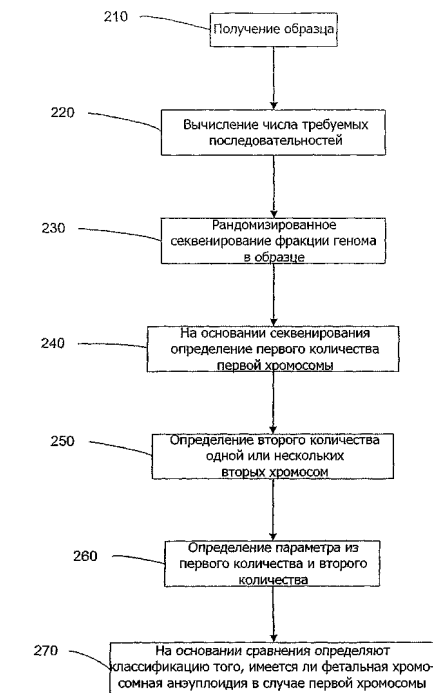 210
Получение образца
220
Вычисление числа требуемых
последовательностей
230
Рандомизированное
секвенирование фракции генома
в образце
240
На основании секвенирования
определение первого количества
первой хромосомы
250
Определение второго количества
одной или нескольких
вторых хромосом
260
Определение параметра из
первого количества и второго
количества
270
На основании сравнения определяют
классификацию того, имеется ли фетальная хромо-
сомная анэуплоидия в случае первой хромосомы